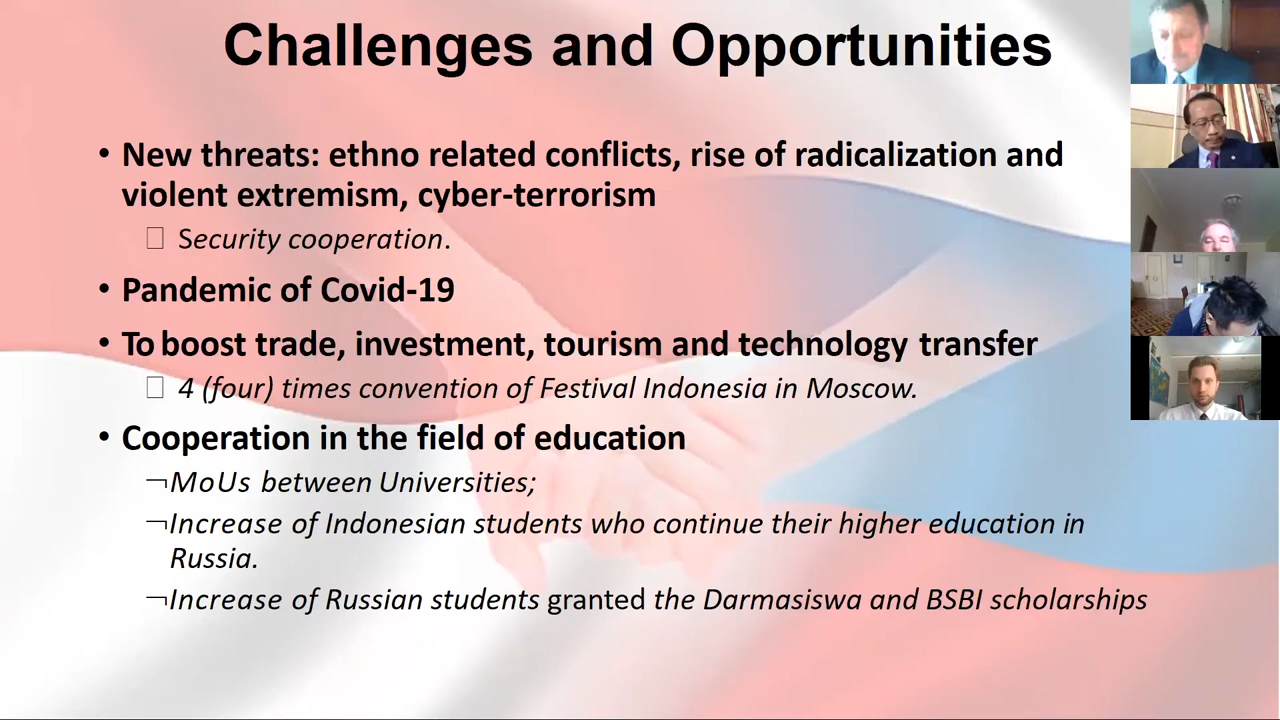 Challenges and Opportunities
• New threats: ethno related conflicts, rise of radicalization and
violent extremism, cyber-terrorism
Security cooperation.
• Pandemic of Covid-19
• To boost trade, investment, tourism and technology transfer
4 (four) times convention of Festival Indonesia in Moscow.
• Cooperation in the field of education
¬MoUs between Universities;
¬Increase of Indonesian students who continue their higher education in
Russia.
¬Increase of Russian students granted the Darmasiswa and BSBI scholarships